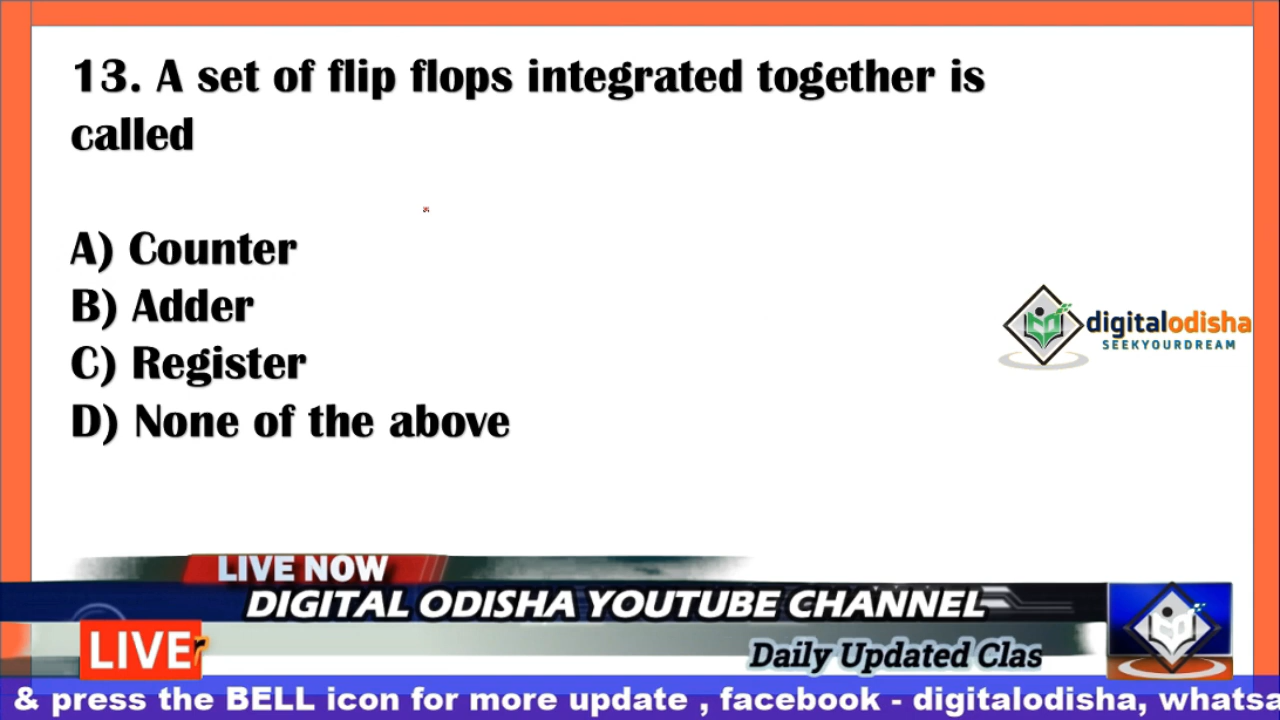 13. A set of flip flops integrated together is
called
A) Counter
B) Adder
C) Register
D) None of the above
digitalodisha
SEEKYOURDREAM
LIVE NOW
DIGITAL ODISHA YOUTUBE CHANNEL
LIVE
Daily Updated Clas
& press the BELL icon for more update , facebook - digitalodisha, whatsa